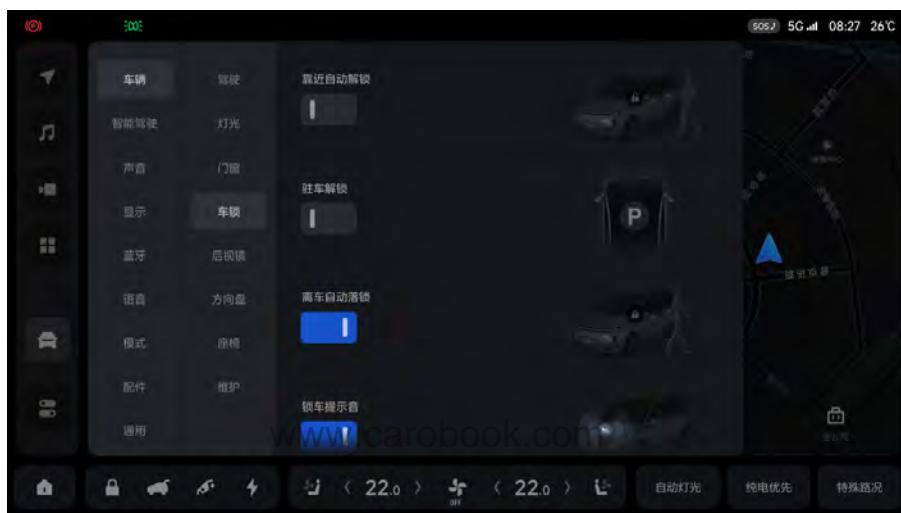 SOS 5G 08:27 26℃
车辆
智能驾驶
声音
显示
蓝牙
语音
模式
配件
通用
驾驶
灯光
门窗
车锁
后视镜
方向盘
座椅
维护
靠近自动解锁
驻车解锁
P
离车自动落锁
锁车提示音
www.carobook.com
22.0
OFF
22.0
自动灯光
纯电优先
特殊路况